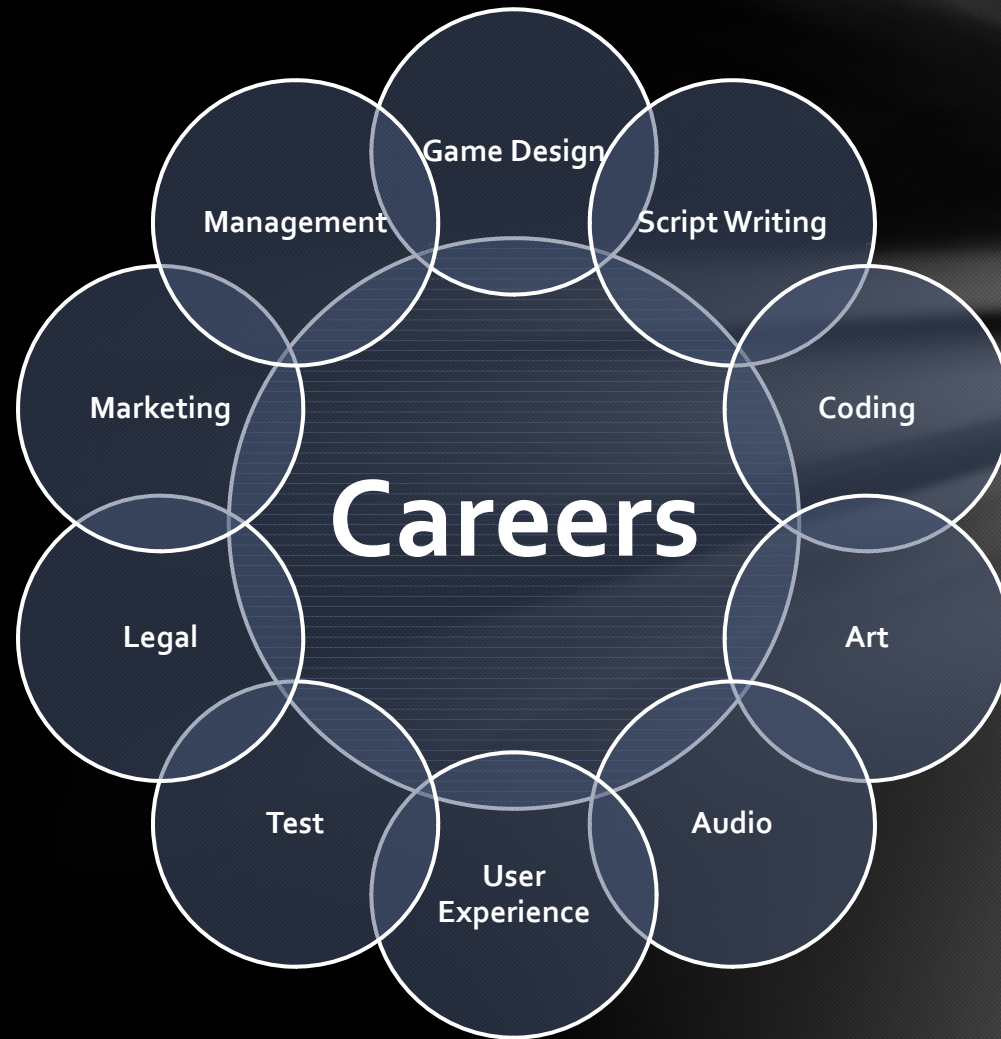 Game Design
Management
Script Writing
Marketing
Coding
Careers
Legal
Art
Test
Audio
User
Experience